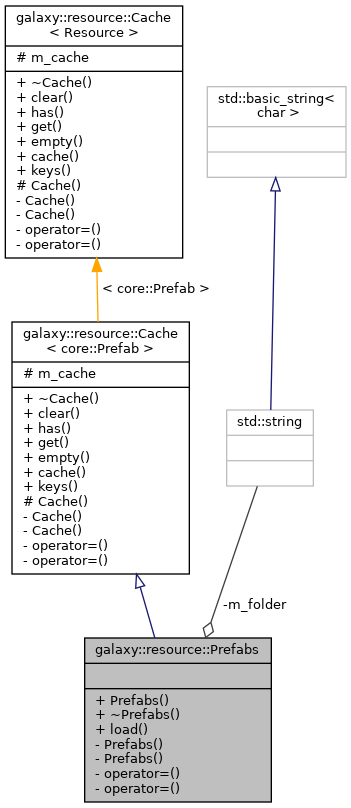 galaxy::resource::Cache
< Resource >
# m_cache
+ ~Cache()
+ clear()
+ has()
+ get()
+ empty()
+ cache()
+ keys()
# Cache()
- Cache()
- Cache()
- operator=()
- operator=()
std::basic_string<
char >
< core::Prefab >
galaxy::resource::Cache
< core::Prefab >
# m_cache
+ ~Cache()
+ clear()
+ has()
+ get()
+ empty()
+ cache()
+ keys()
# Cache()
- Cache()
- Cache()
- operator=()
- operator=()
std::string
-m_folder
galaxy::resource::Prefabs
+ Prefabs()
+ ~Prefabs()
+ load()
- Prefabs()
- Prefabs()
- operator=()
- operator=()